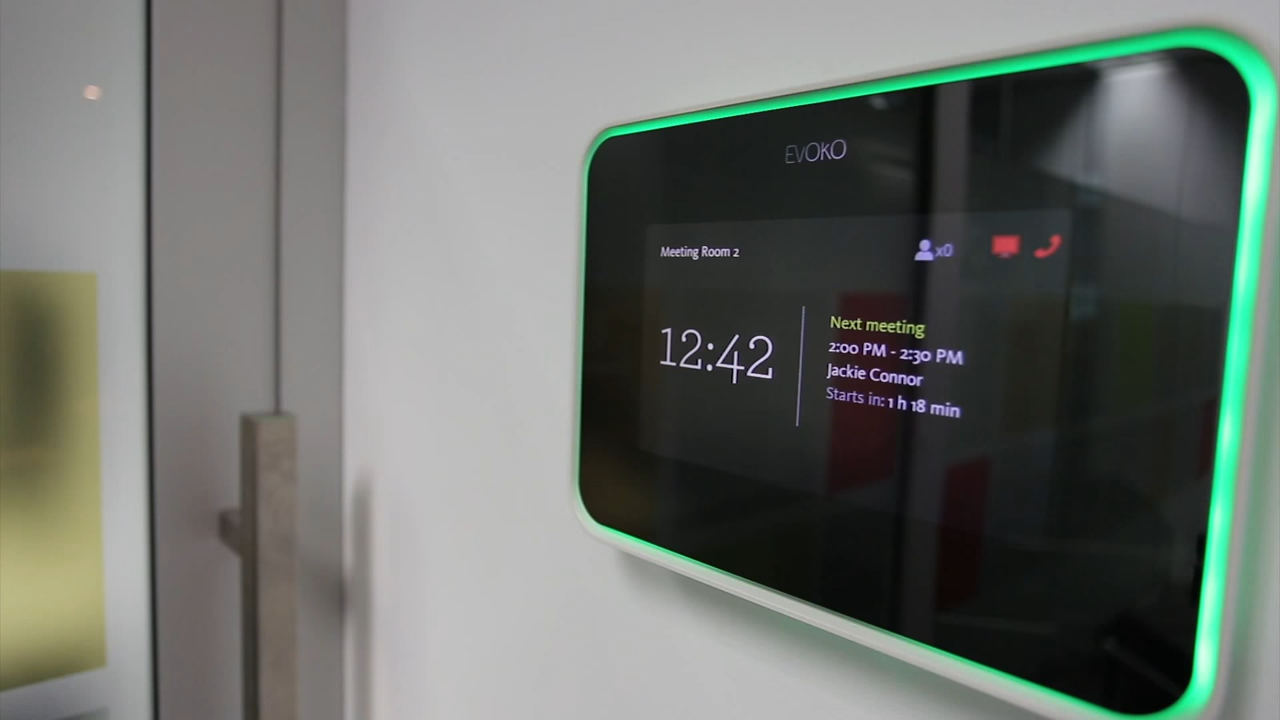 EVOKO
Meeting Room 2
x0
12:42
Next meeting
2:00 PM - 2:30 PM
Jackie Connor
Starts in: 1 h 18 min